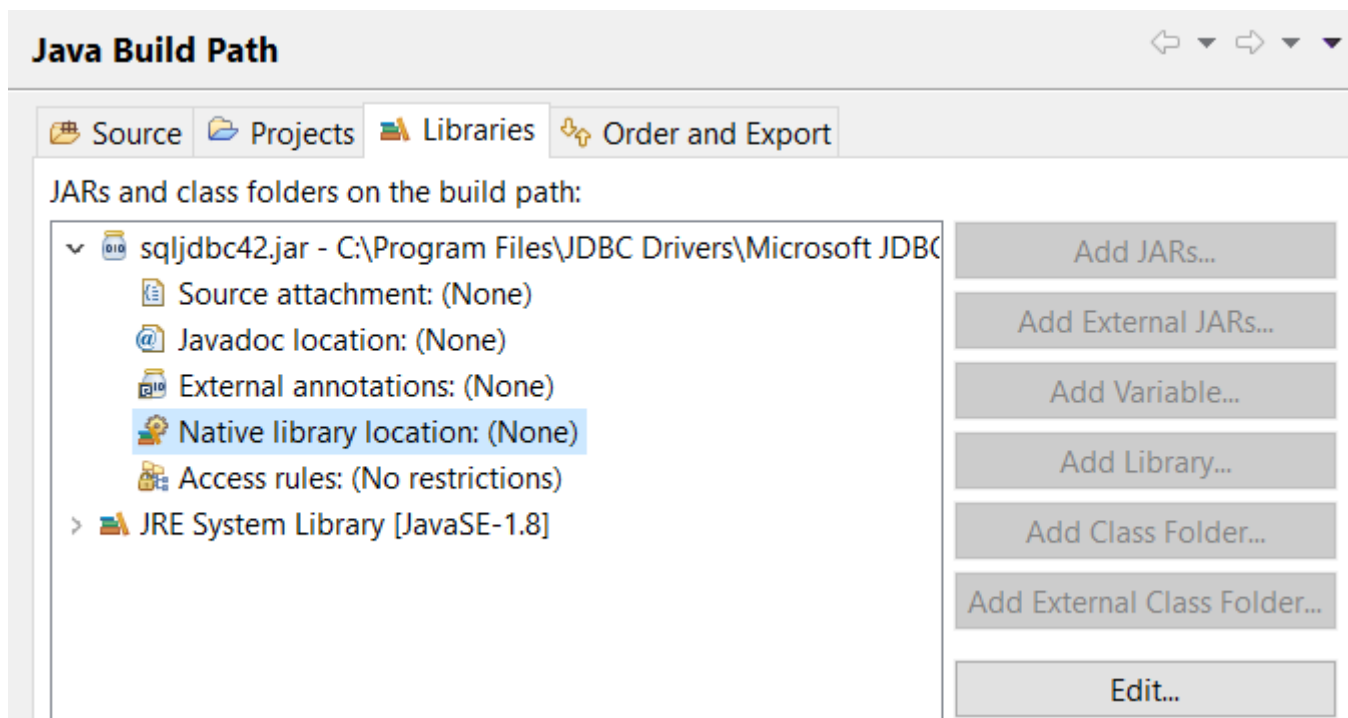 Java Build Path
Source Projects Libraries Order and Export
JARs and class folders on the build path:
sqljdbc42.jar - C:\Program Files\JDBC Drivers\Microsoft JDBC
Source attachment: (None)
Javadoc location: (None)
External annotations: (None)
Native library location: (None)
Access rules: (No restrictions)
JRE System Library [JavaSE-1.8]
Add JARs...
Add External JARs...
Add Variable...
Add Library...
Add Class Folder...
Add External Class Folder...
Edit...